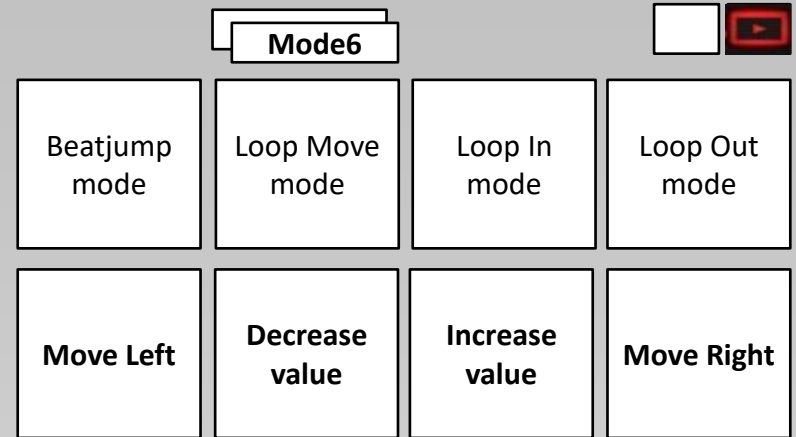 Mode6
Beatjump
mode
Loop Move
mode
Loop In
mode
Loop Out
mode
Move Left
Decrease
value
Increase
value
Move Right